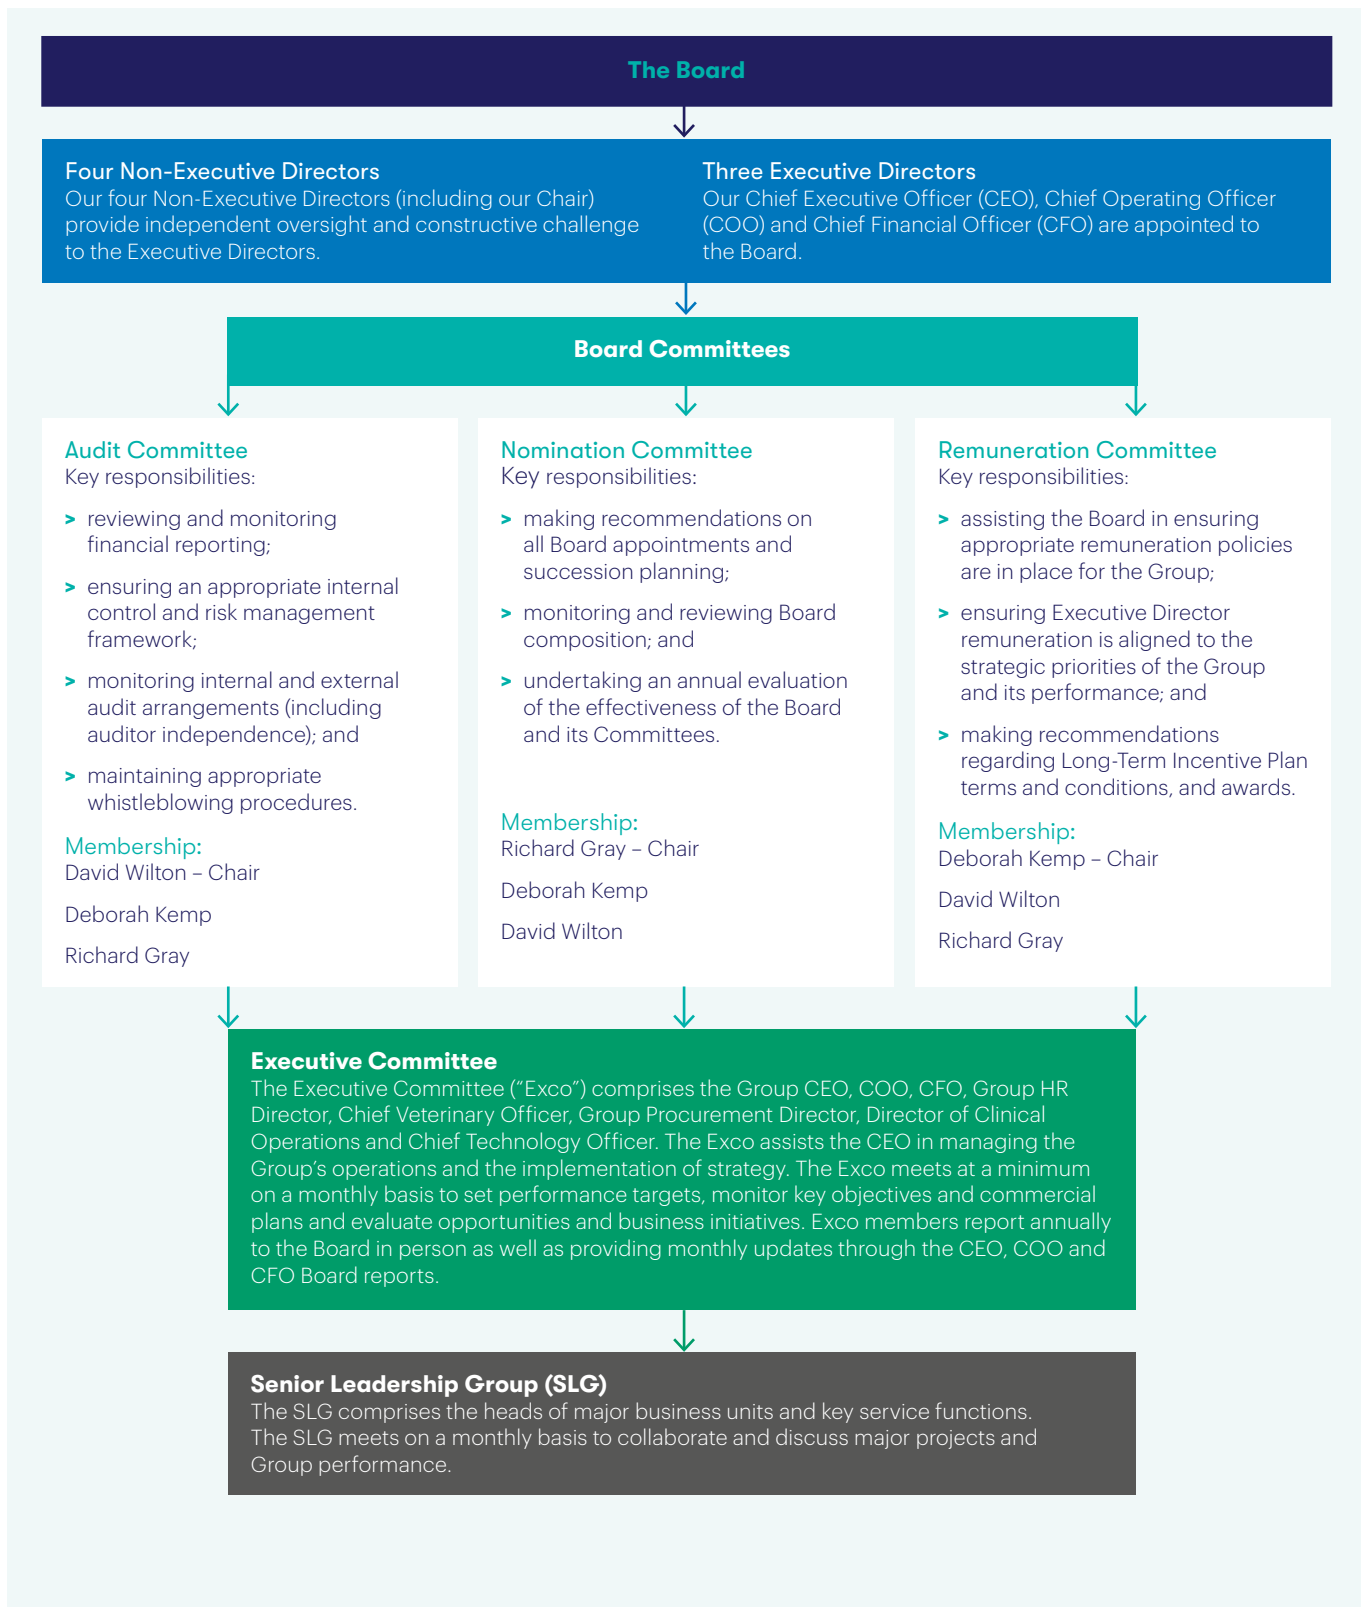 The Board
Four Non-Executive Directors
Our four Non-Executive Directors (including our Chair)
provide independent oversight and constructive challenge
to the Executive Directors.
Three Executive Directors
Our Chief Executive Officer (CEO), Chief Operating Officer
(COO) and Chief Financial Officer (CFO) are appointed to
the Board.
Board Committees
Audit Committee
Key responsibilities:
> reviewing and monitoring
financial reporting;
> ensuring an appropriate internal
control and risk management
framework;
> monitoring internal and external
audit arrangements (including
auditor independence); and
> maintaining appropriate
whistleblowing procedures.
Membership:
David Wilton – Chair
Deborah Kemp
Richard Gray
Nomination Committee
Key responsibilities:
> making recommendations on
all Board appointments and
succession planning;
> monitoring and reviewing Board
composition; and
> undertaking an annual evaluation
of the effectiveness of the Board
and its Committees.
Membership:
Richard Gray – Chair
Deborah Kemp
David Wilton
Remuneration Committee
Key responsibilities:
> assisting the Board in ensuring
appropriate remuneration policies
are in place for the Group;
> ensuring Executive Director
remuneration is aligned to the
strategic priorities of the Group
and its performance; and
> making recommendations
regarding Long-Term Incentive Plan
terms and conditions, and awards.
Membership:
Deborah Kemp – Chair
David Wilton
Richard Gray
Executive Committee
The Executive Committee (“Exco”) comprises the Group CEO, COO, CFO, Group HR
Director, Chief Veterinary Officer, Group Procurement Director, Director of Clinical
Operations and Chief Technology Officer. The Exco assists the CEO in managing the
Group’s operations and the implementation of strategy. The Exco meets at a minimum
on a monthly basis to set performance targets, monitor key objectives and commercial
plans and evaluate opportunities and business initiatives. Exco members report annually
to the Board in person as well as providing monthly updates through the CEO, COO and
CFO Board reports.
Senior Leadership Group (SLG)
The SLG comprises the heads of major business units and key service functions.
The SLG meets on a monthly basis to collaborate and discuss major projects and
Group performance.